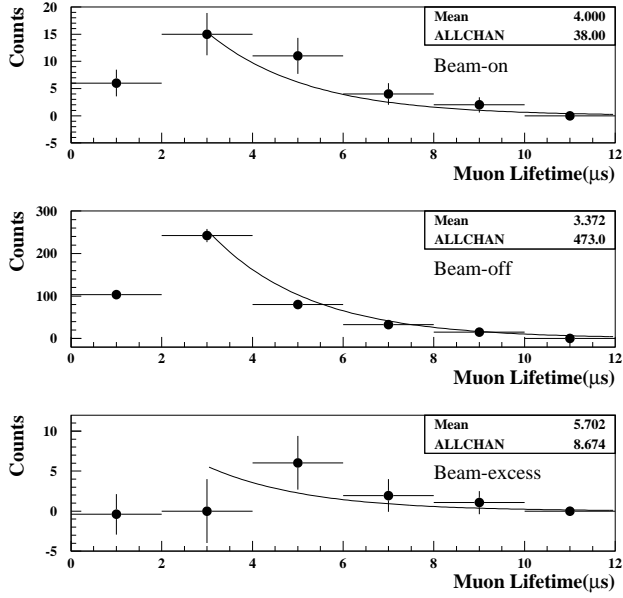 Counts
20
15
10
5
0
-5
Mean 4.000
ALLCHAN 38.00
Beam-on
0 2 4 6 8 10 12
Muon Lifetime(μs)
Counts
300
200
100
0
Mean 3.372
ALLCHAN 473.0
Beam-off
0 2 4 6 8 10 12
Muon Lifetime(μs)
Counts
10
5
0
-5
Mean 5.702
ALLCHAN 8.674
Beam-excess
0 2 4 6 8 10 12
Muon Lifetime(μs)